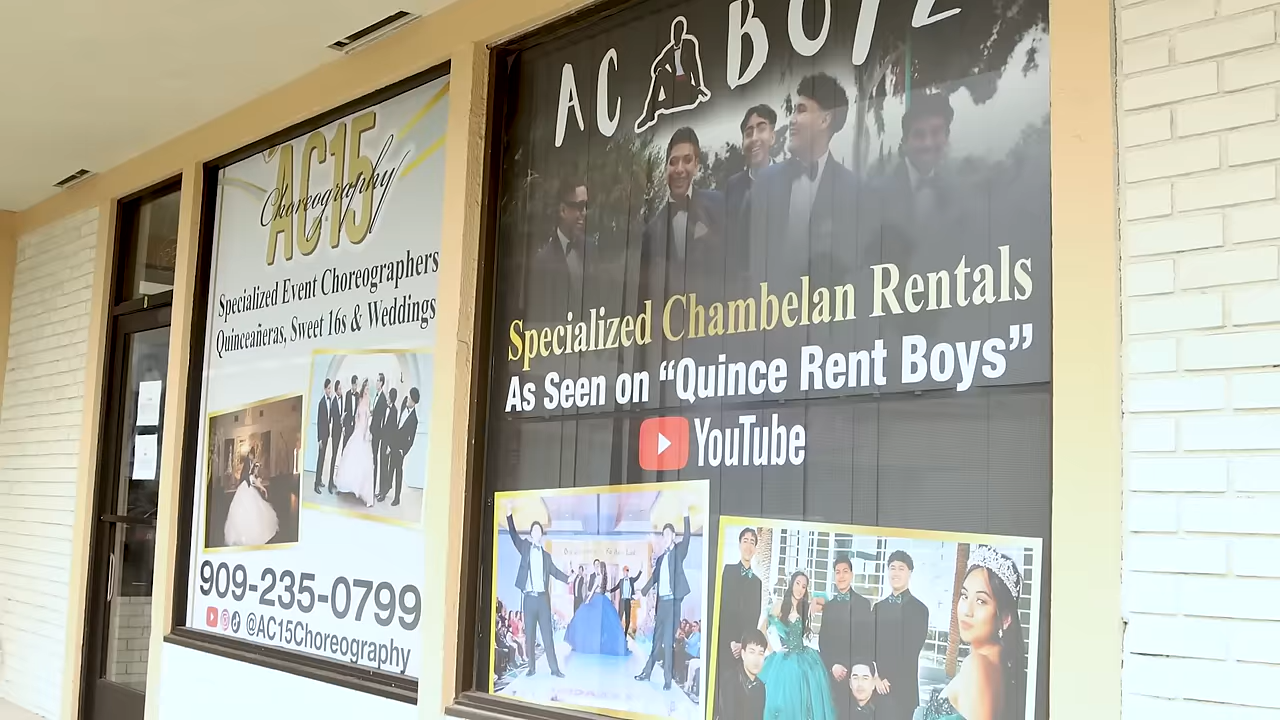 AC15
Choreography
Specialized Event Choreographers
Quinceañeras, Sweet 16s & Weddings
909-235-0799
@AC15Choreography
AC BOYZ
Specialized Chambelan Rentals
As Seen on “Quince Rent Boys”
YouTube